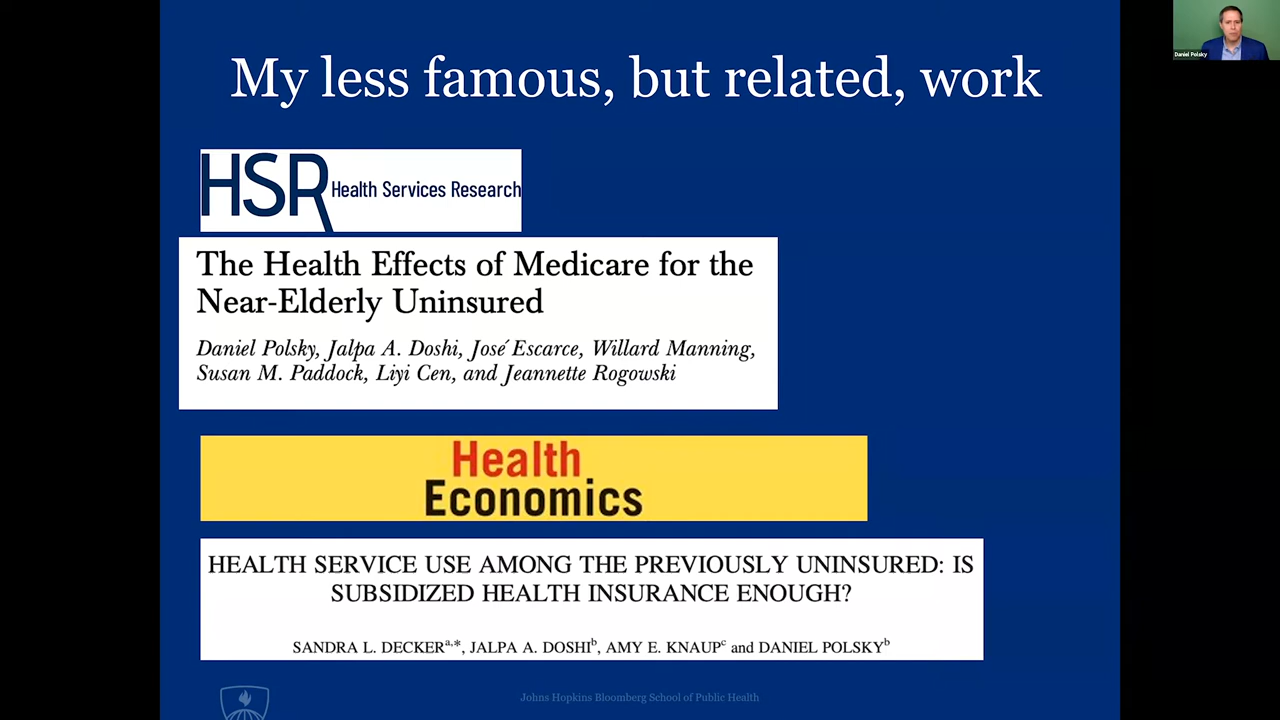 My less famous, but related, work
Daniel Polsky
HSR Health Services Research
The Health Effects of Medicare for the
Near-Elderly Uninsured
Daniel Polsky, Jalpa A. Doshi, José Escarce, Willard Manning,
Susan M. Paddock, Liyi Cen, and Jeannette Rogowski
Health
Economics
HEALTH SERVICE USE AMONG THE PREVIOUSLY UNINSURED: IS
SUBSIDIZED HEALTH INSURANCE ENOUGH?
SANDRA L. DECKERa,*, JALPA A. DOSHIb, AMY E. KNAUPc and DANIEL POLSKYb
Johns Hopkins Bloomberg School of Public Health